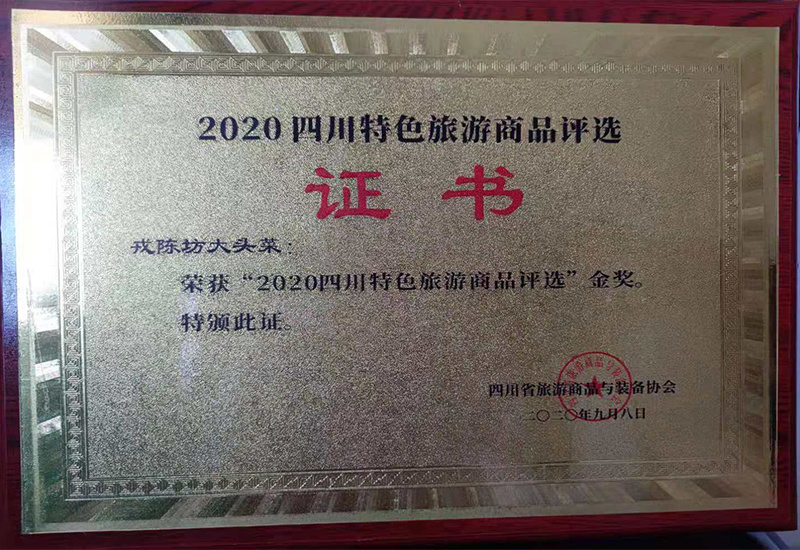 2020四川特色旅游商品评选
证书
戎陈坊大头菜：
荣获“2020四川特色旅游商品评选”金奖。
特颁此证。
四川省旅游商品与装备协会
二〇二〇年九月八日